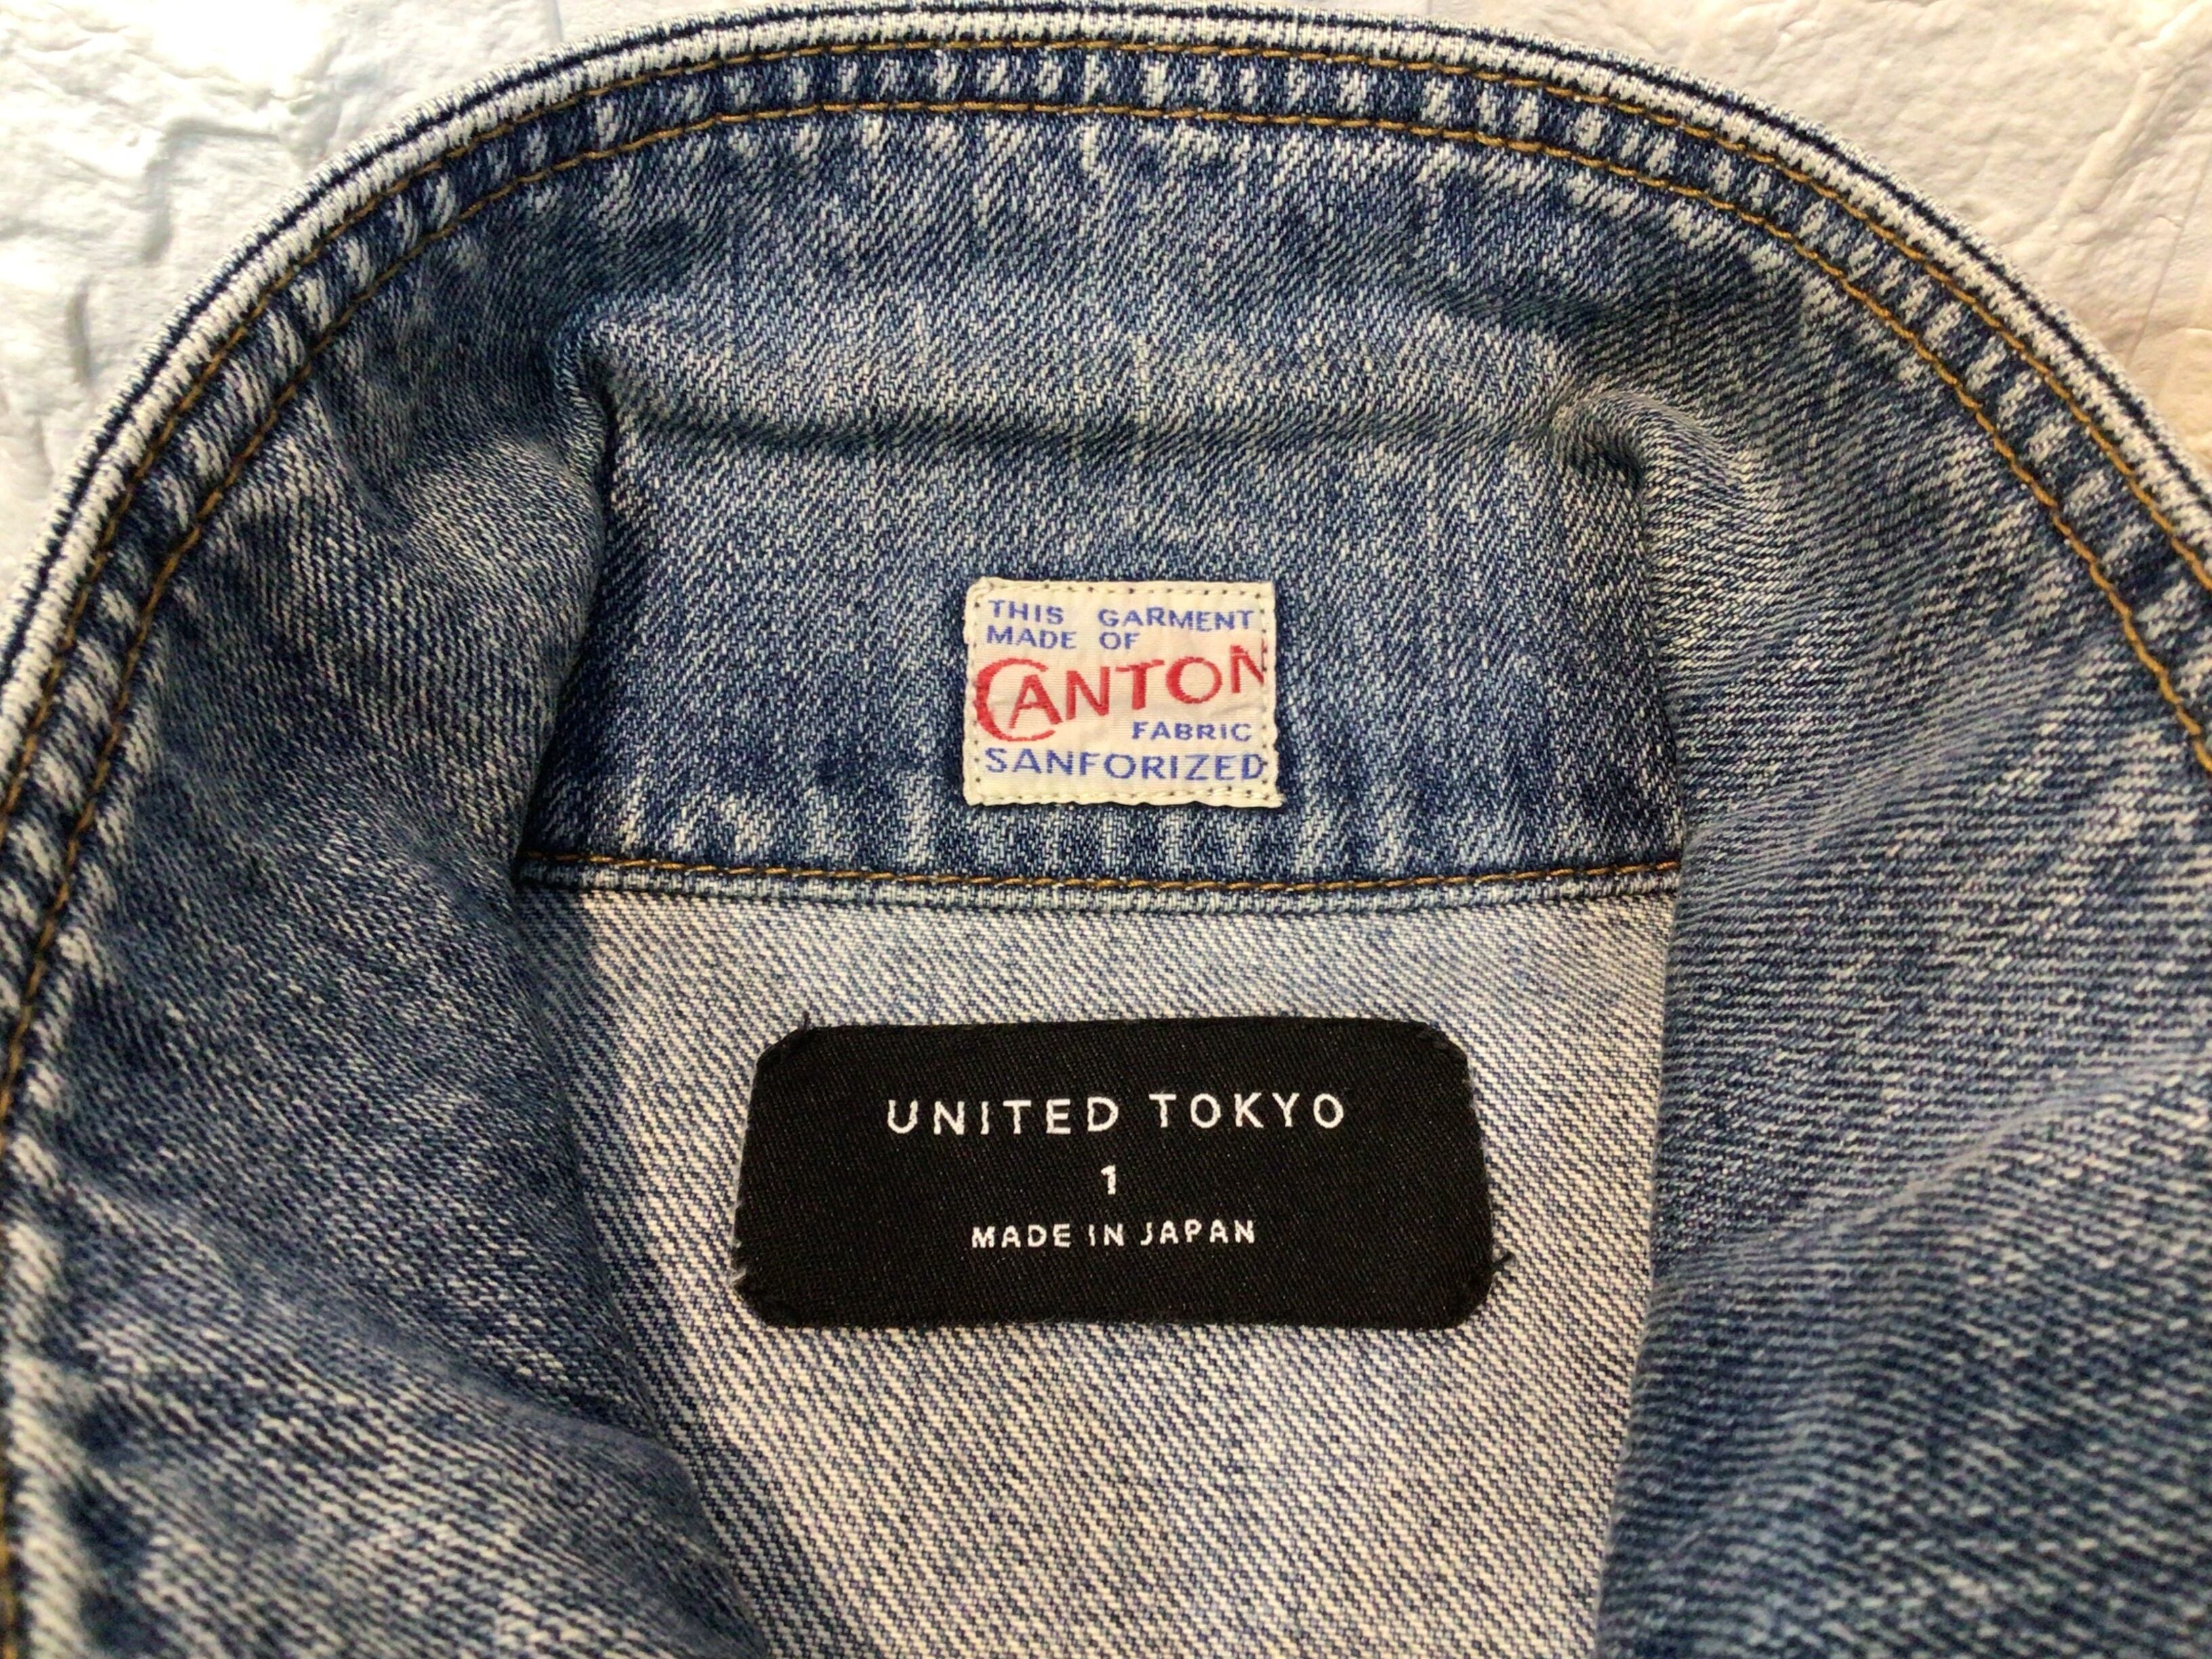 THIS GARMENT
MADE OF
CANTON
FABRIC
SANFORIZED
UNITED TOKYO
1
MADE IN JAPAN